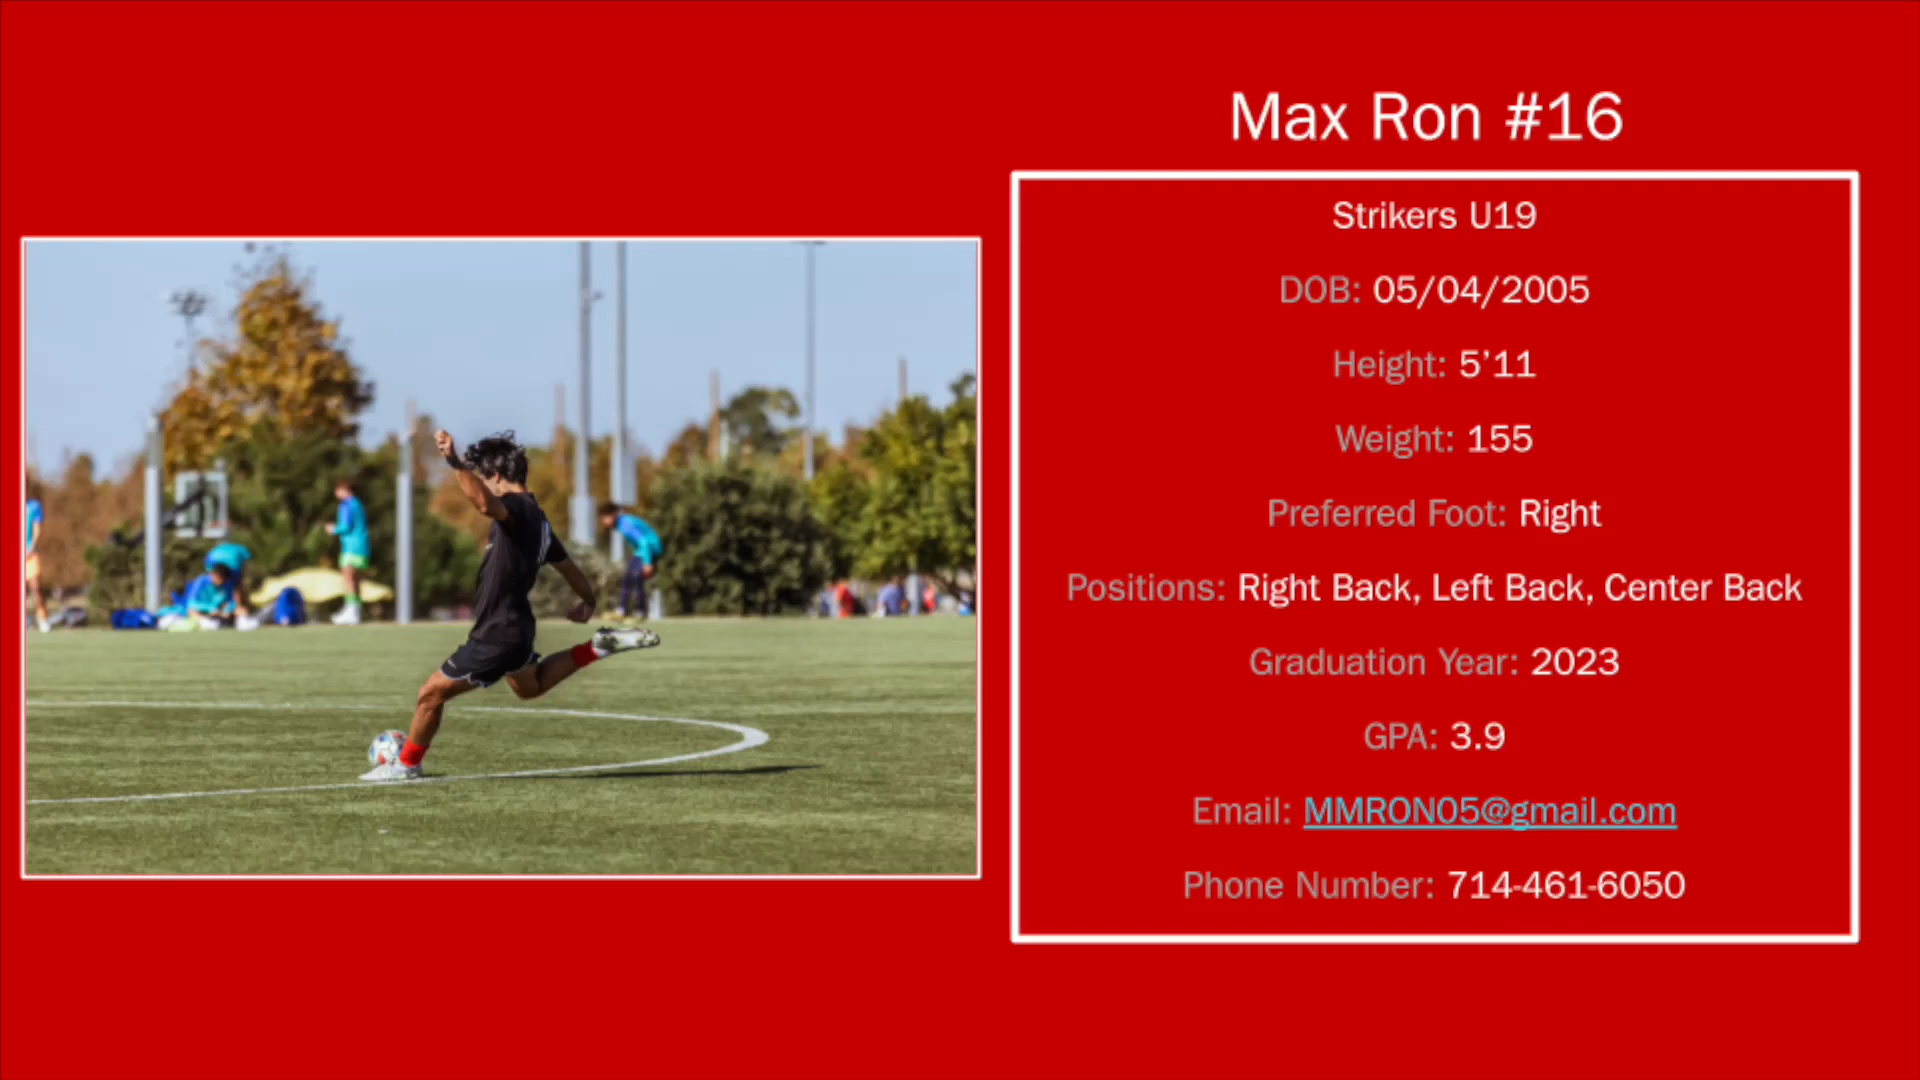 Max Ron #16
Strikers U19
DOB: 05/04/2005
Height: 5’11
Weight: 155
Preferred Foot: Right
Positions: Right Back, Left Back, Center Back
Graduation Year: 2023
GPA: 3.9
Email: MMRON05@gmail.com
Phone Number: 714-461-6050